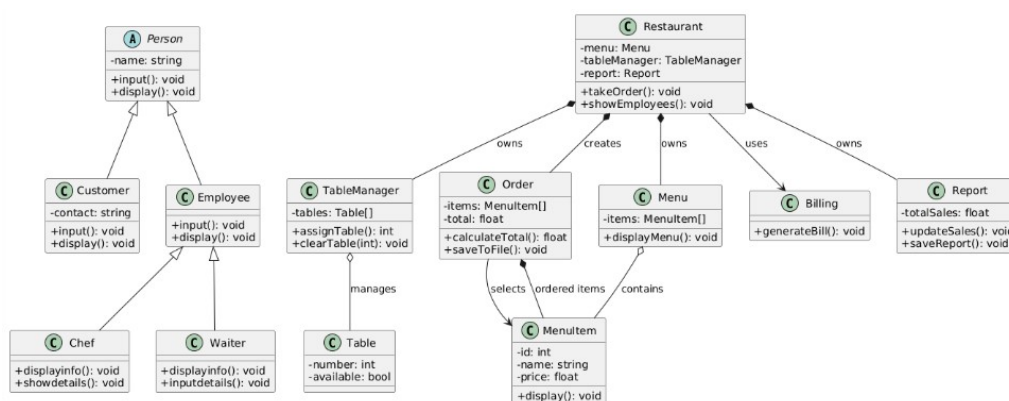 A Person
-name: string
+input(): void
+display(): void
C Restaurant
-menu: Menu
-tableManager: TableManager
-report: Report
+takeOrder(): void
+showEmployees(): void
owns
creates
owns
uses
owns
C Customer
-contact: string
+input(): void
+display(): void
C Employee
+input(): void
+display(): void
C TableManager
-tables: Table[]
+assignTable(): int
+clearTable(int): void
C Order
-items: MenuItem[]
-total: float
+calculateTotal(): float
+saveToFile(): void
C Menu
-items: MenuItem[]
+displayMenu(): void
C Billing
+generateBill(): void
C Report
-totalSales: float
+updateSales(): void
+saveReport(): void
manages
selects
ordered items
contains
C Chef
+displayinfo(): void
+showdetails(): void
C Waiter
+displayinfo(): void
+inputdetails(): void
C Table
-number: int
-available: bool
C MenuItem
-id: int
-name: string
-price: float
+display(): void